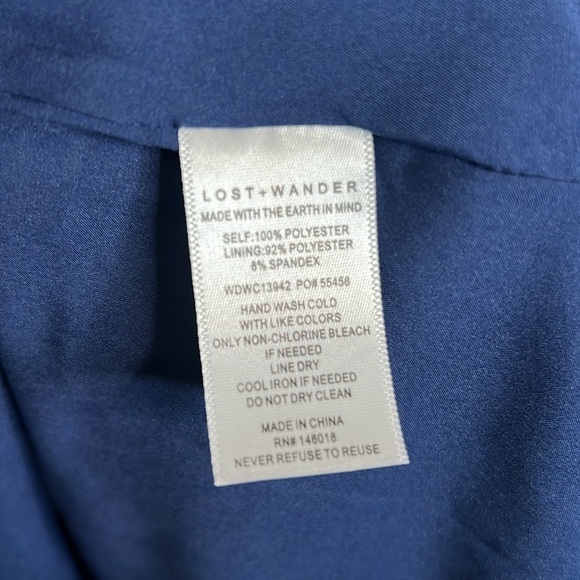 LOST+WANDER
MADE WITH THE EARTH IN MIND
SELF:100% POLYESTER
LINING:92% POLYESTER
8% SPANDEX
WDWC13942 PO# 55456
HAND WASH COLD
WITH LIKE COLORS
ONLY NON-CHLORINE BLEACH
IF NEEDED
LINE DRY
COOL IRON IF NEEDED
DO NOT DRY CLEAN
MADE IN CHINA
RN# 146018
NEVER REFUSE TO REUSE